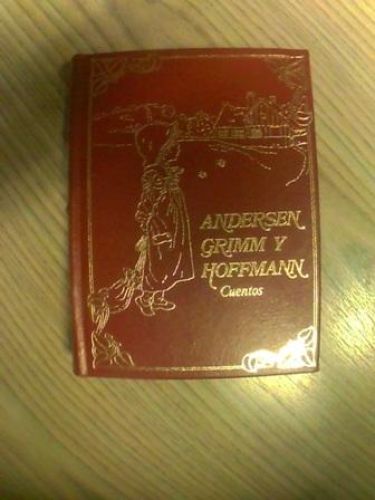 ANDERSEN
GRIMM Y
HOFFMANN
Cuentos